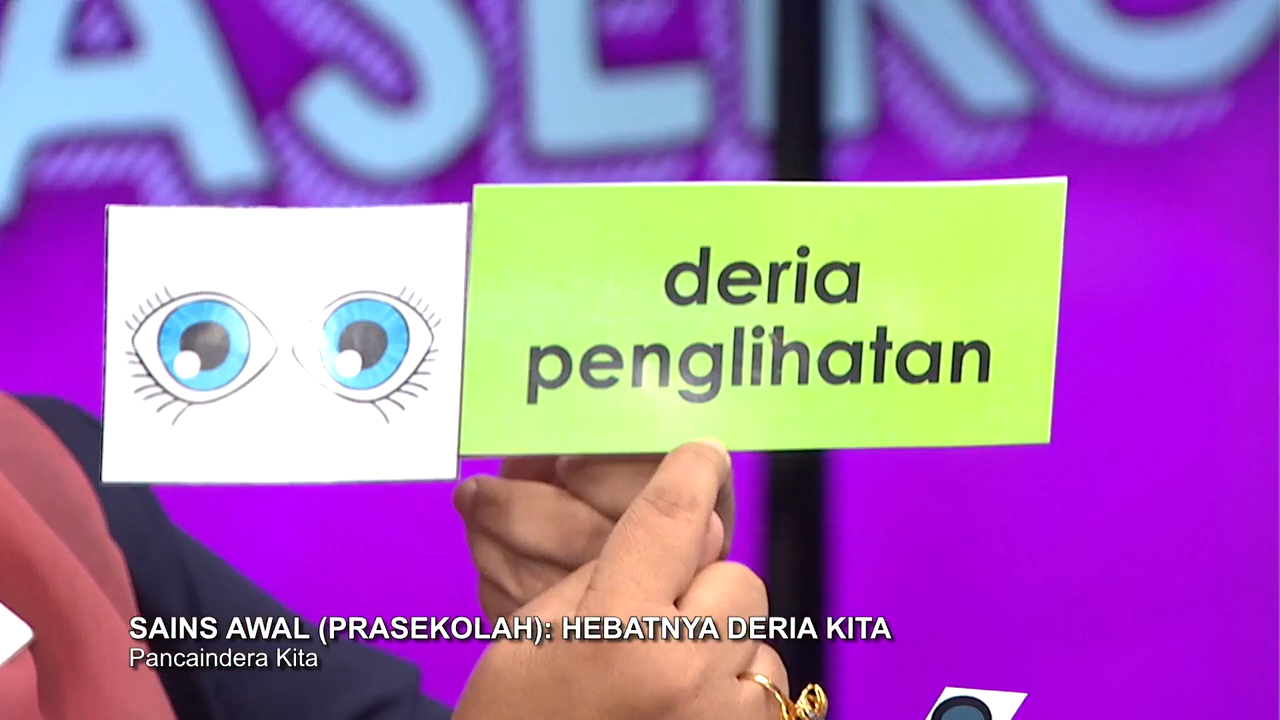 deria
penglihatan
SAINS AWAL (PRASEKOLAH): HEBATNYA DERIA KITA
Pancaindera Kita